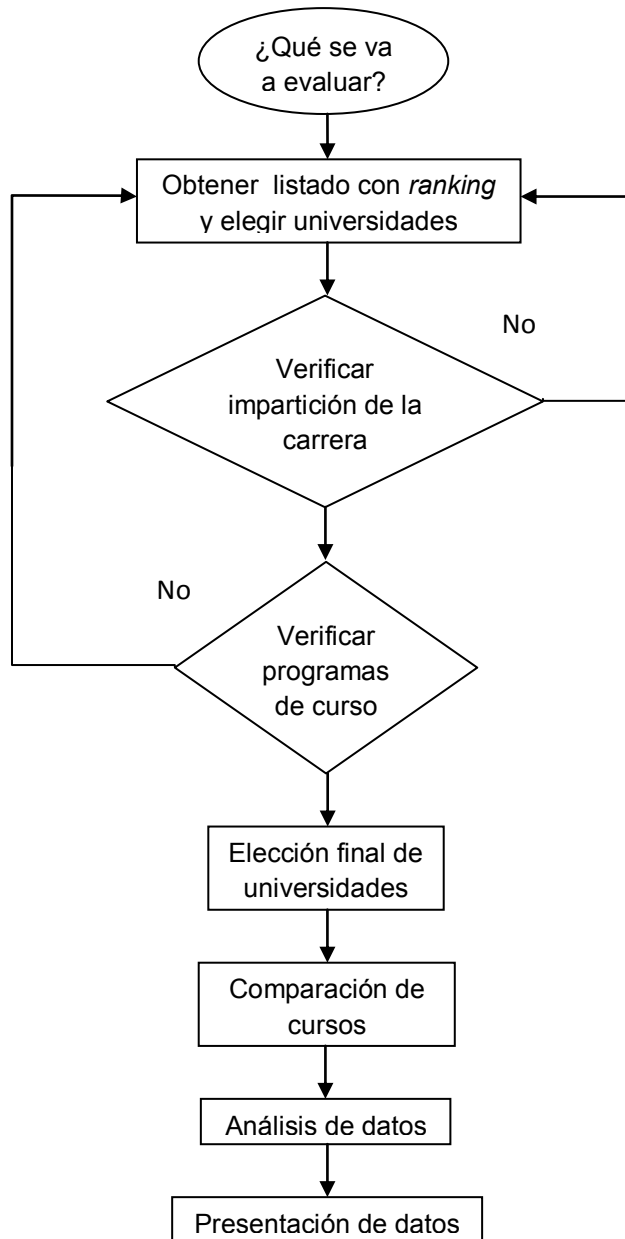 ¿Qué se va
a evaluar?
Obtener listado con ranking
y elegir universidades
No
Verificar
impartición de la
carrera
No
Verificar
programas
de curso
Elección final de
universidades
Comparación de
cursos
Análisis de datos
Presentación de datos